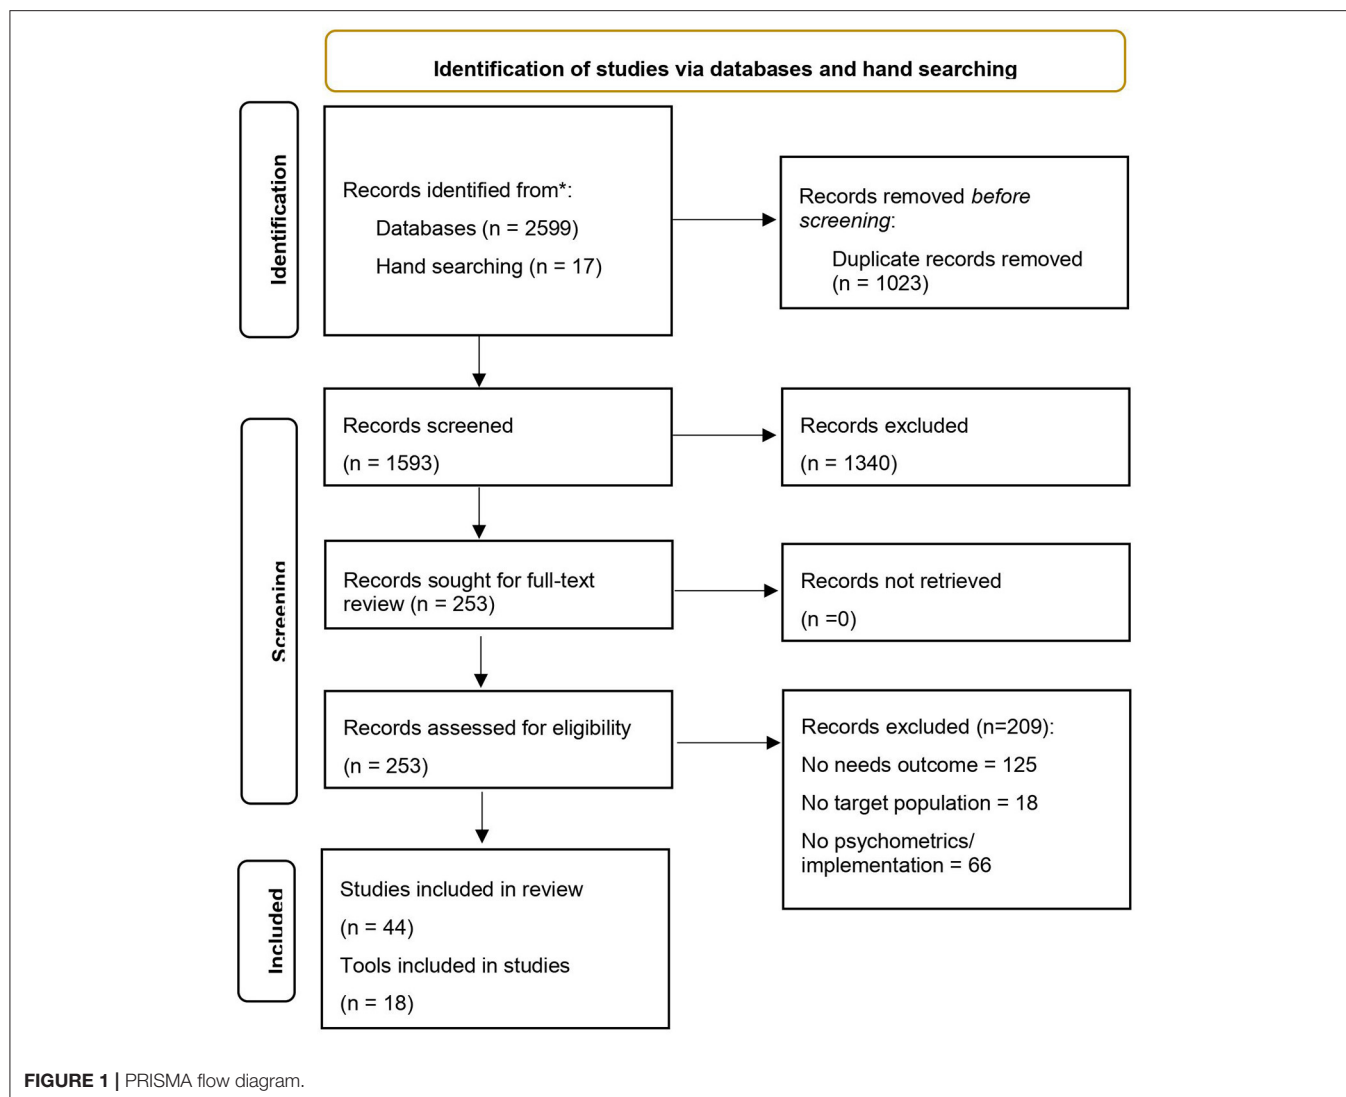 Identification of studies via databases and hand searching
Identification
Records identified from*:
Databases (n = 2599)
Hand searching (n = 17)
Records removed before
screening:
Duplicate records removed
(n = 1023)
Screening
Records screened
(n = 1593)
Records excluded
(n = 1340)
Records sought for full-text
review (n = 253)
Records not retrieved
(n =0)
Records assessed for eligibility
(n = 253)
Records excluded (n=209):
No needs outcome = 125
No target population = 18
No psychometrics/
implementation = 66
Included
Studies included in review
(n = 44)
Tools included in studies
(n = 18)
FIGURE 1 | PRISMA flow diagram.